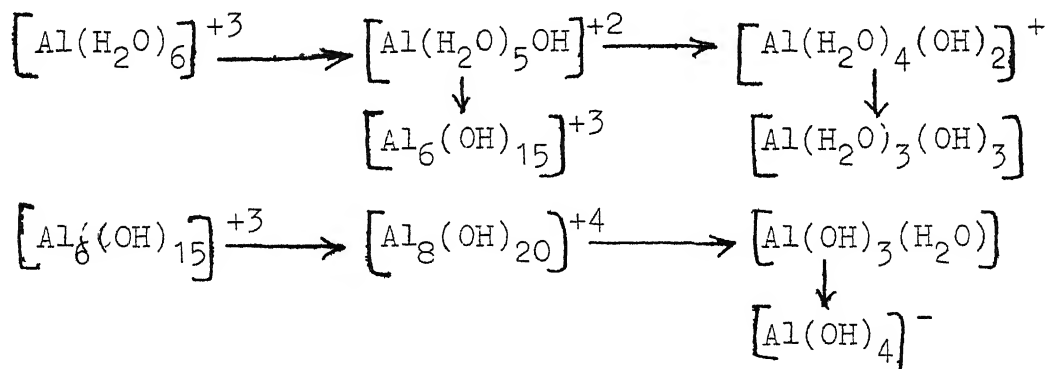 [Al(H₂O)₆]⁺³ ⟶ [Al(H₂O)₅OH]⁺² ⟶ [Al(H₂O)₄(OH)₂]⁺
↓ ↓
[Al₆(OH)₁₅]⁺³ [Al(H₂O)₃(OH)₃]
[Al₆(OH)₁₅]⁺³ ⟶ [Al₈(OH)₂₀)⁺⁴ ⟶ [Al(OH)₃(H₂O)]
↓
[Al(OH)₄)⁻